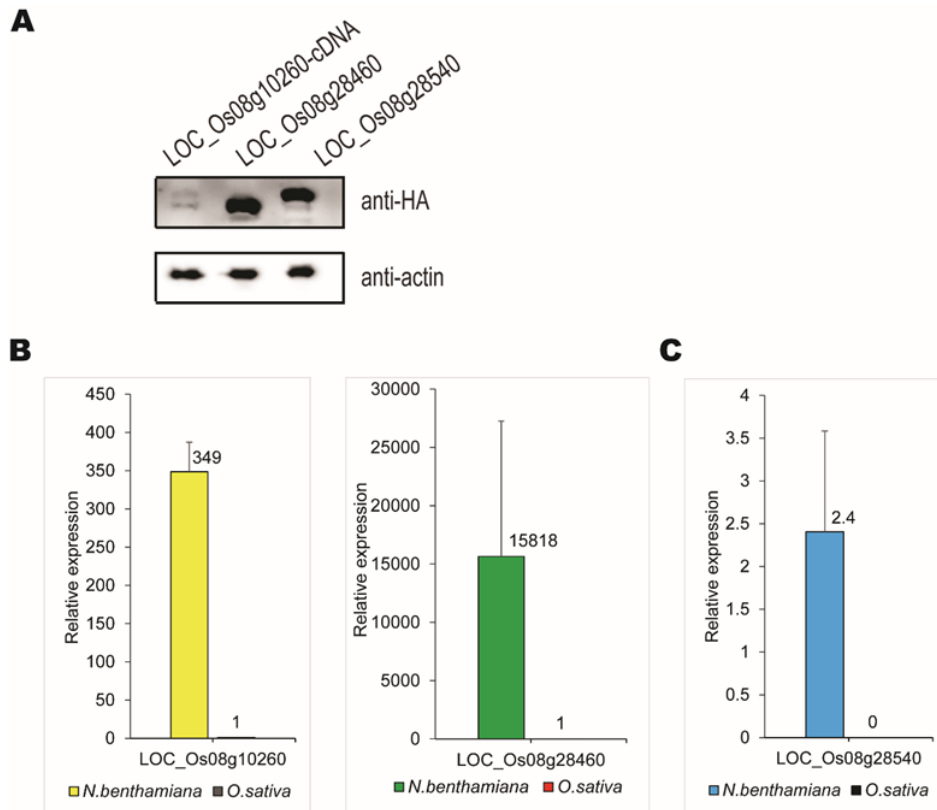 A
LOC_Os08g10260-cDNA
LOC_Os08g28460
LOC_Os08g28540
anti-HA
anti-actin
B
Relative expression
450
400
350
300
250
200
150
100
50
0
349
1
LOC_Os08g10260
N.benthamiana O.sativa
Relative expression
30000
25000
20000
15000
10000
5000
0
15818
1
LOC_Os08g28460
N.benthamiana O.sativa
C
Relative expression
4
3.5
3
2.5
2
1.5
1
0.5
0
2.4
0
LOC_Os08g28540
N.benthamiana O.sativa